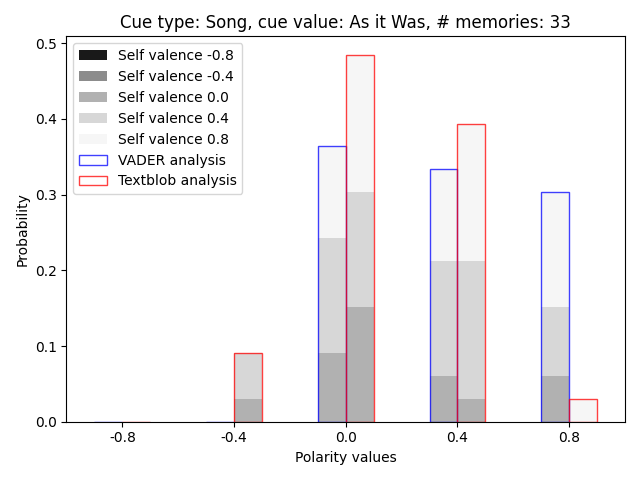 Cue type: Song, cue value: As it Was, # memories: 33
Self valence -0.8
Self valence -0.4
Self valence 0.0
Self valence 0.4
Self valence 0.8
VADER analysis
Textblob analysis
Probability
0.5
0.4
0.3
0.2
0.1
0.0
-0.8 -0.4 0.0 0.4 0.8
Polarity values